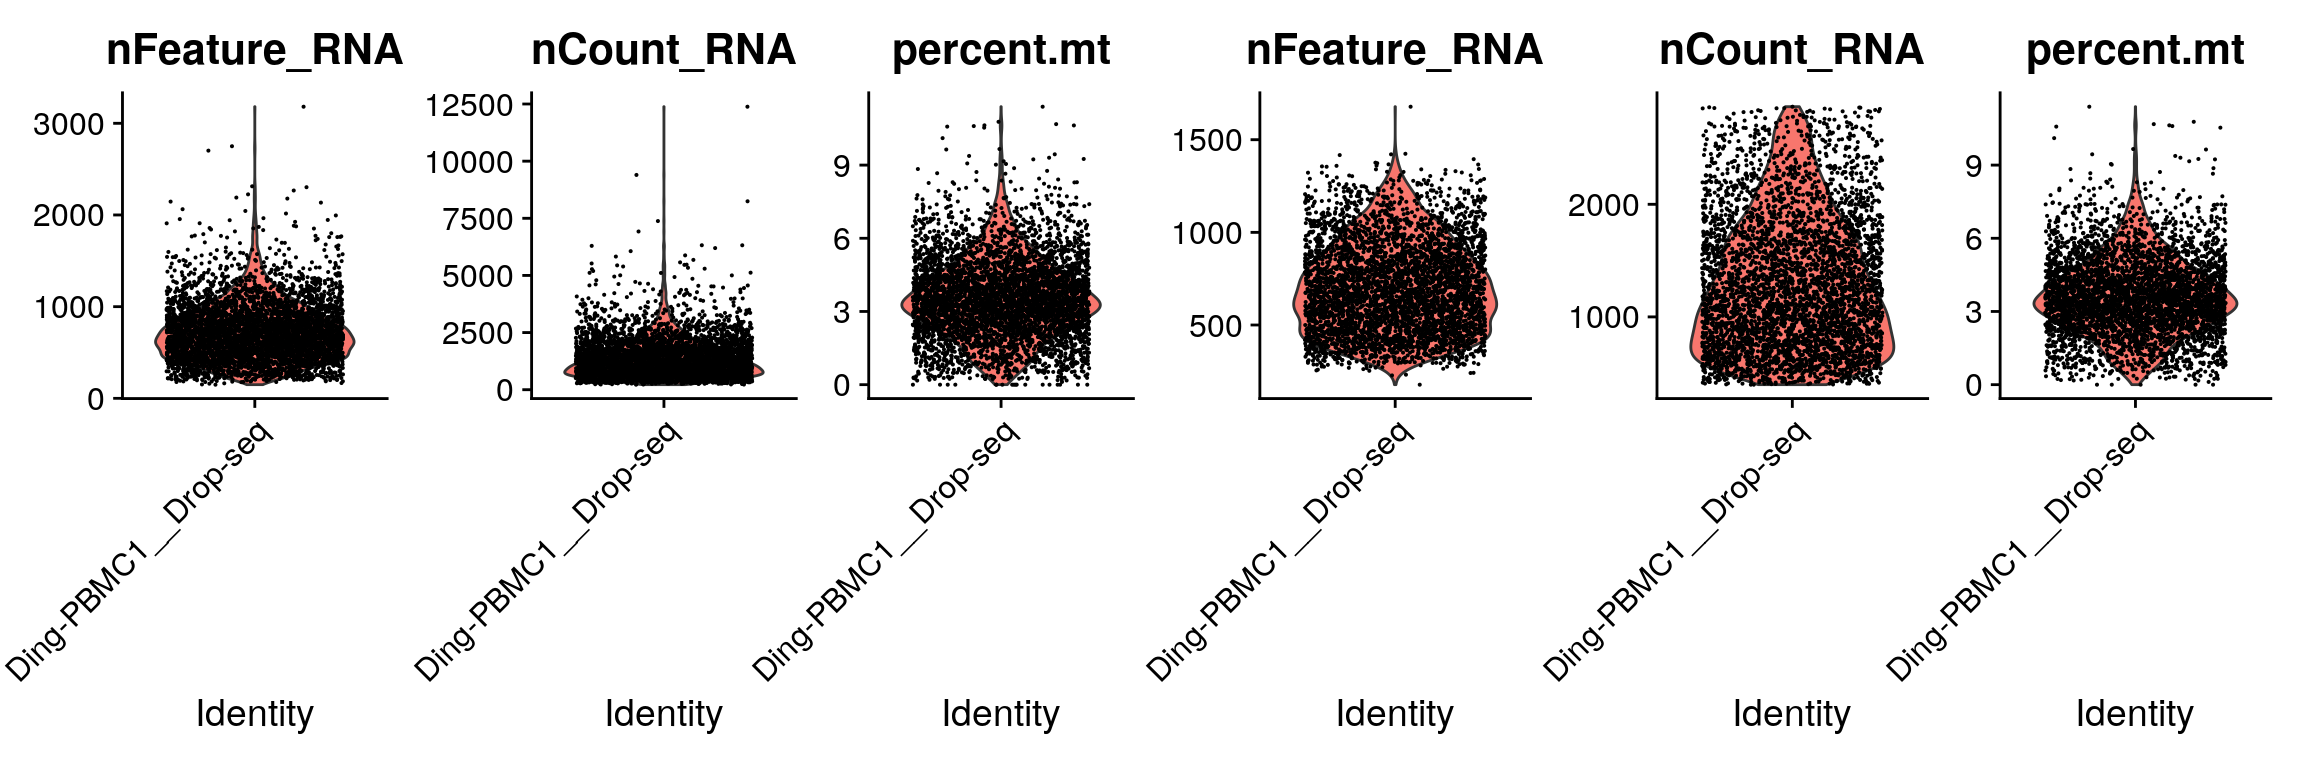 nFeature_RNA
3000
2000
1000
0
Ding-PBMC1__Drop-seq
Identity
nCount_RNA
12500
10000
7500
5000
2500
0
Ding-PBMC1__Drop-seq
Identity
percent.mt
9
6
3
0
Ding-PBMC1__Drop-seq
Identity
nFeature_RNA
1500
1000
500
Ding-PBMC1__Drop-seq
Identity
nCount_RNA
2000
1000
Ding-PBMC1__Drop-seq
Identity
percent.mt
9
6
3
0
Ding-PBMC1__Drop-seq
Identity